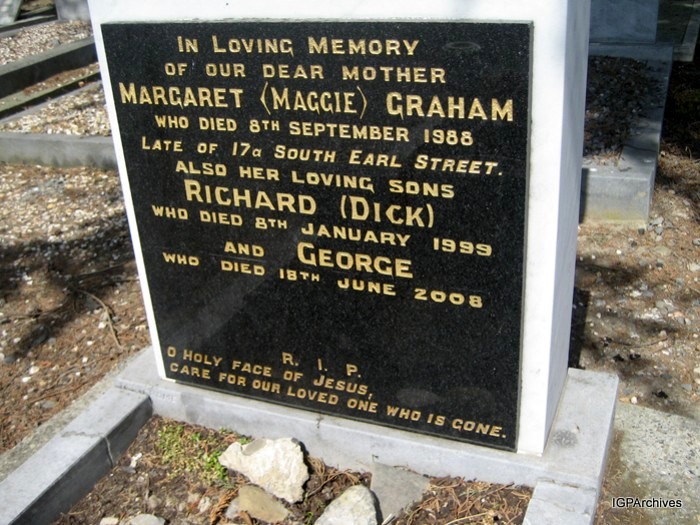 In Loving Memory
of our dear mother
Margaret (Maggie) Graham
who died 8th September 1988
Late of 17a South Earl Street.
also her loving sons
Richard (Dick)
who died 8th January 1999
and George
who died 18th June 2008
R. I. P.
O Holy Face of Jesus,
care for our loved one who is gone.
IGPArchives